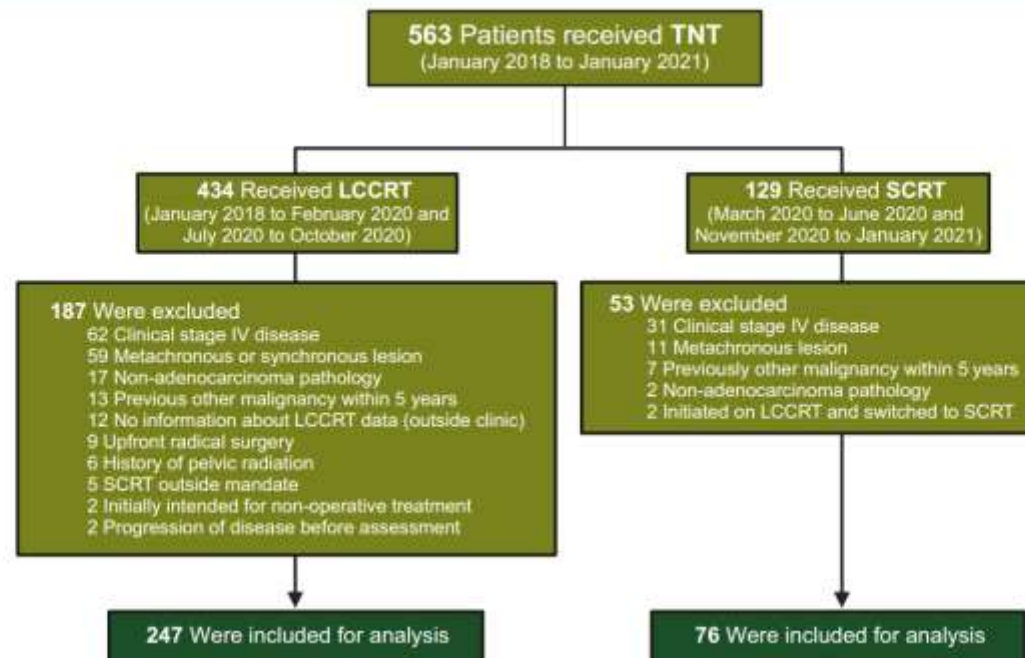 563 Patients received TNT
(January 2018 to January 2021)
434 Received LCCRT
(January 2018 to February 2020 and
July 2020 to October 2020)
129 Received SCRT
(March 2020 to June 2020 and
November 2020 to January 2021)
187 Were excluded
62 Clinical stage IV disease
59 Metachronous or synchronous lesion
17 Non-adenocarcinoma pathology
13 Previous other malignancy within 5 years
12 No information about LCCRT data (outside clinic)
9 Upfront radical surgery
6 History of pelvic radiation
5 SCRT outside mandate
2 Initially intended for non-operative treatment
2 Progression of disease before assessment
53 Were excluded
31 Clinical stage IV disease
11 Metachronous lesion
7 Previously other malignancy within 5 years
2 Non-adenocarcinoma pathology
2 Initiated on LCCRT and switched to SCRT
247 Were included for analysis
76 Were included for analysis